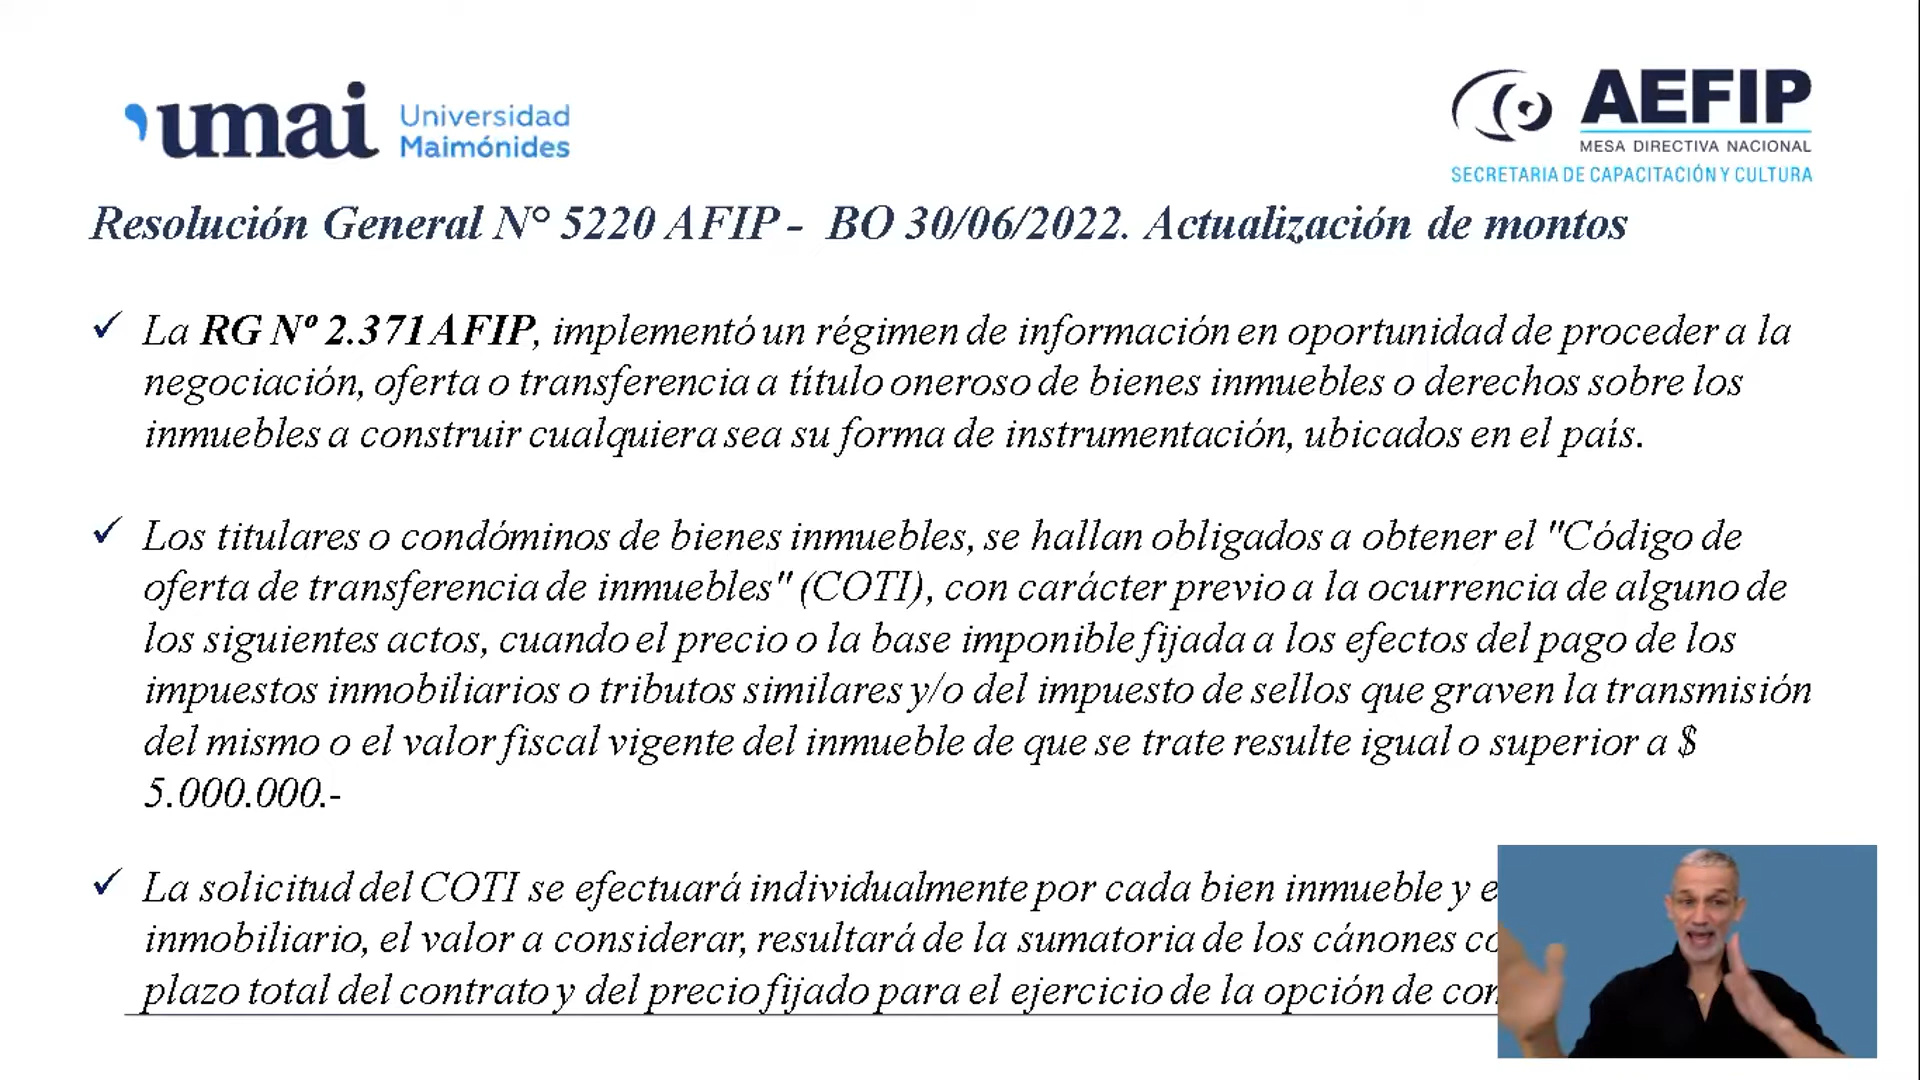 umai Universidad
Maimónides
AEFIP
MESA DIRECTIVA NACIONAL
SECRETARIA DE CAPACITACIÓN Y CULTURA
Resolución General N° 5220 AFIP - BO 30/06/2022. Actualización de montos
✓ La RG Nº 2.371 AFIP, implementó un régimen de información en oportunidad de proceder a la
negociación, oferta o transferencia a título oneroso de bienes inmuebles o derechos sobre los
inmuebles a construir cualquiera sea su forma de instrumentación, ubicados en el país.
✓ Los titulares o condóminos de bienes inmuebles, se hallan obligados a obtener el "Código de
oferta de transferencia de inmuebles" (COTI), con carácter previo a la ocurrencia de alguno de
los siguientes actos, cuando el precio o la base imponible fijada a los efectos del pago de los
impuestos inmobiliarios o tributos similares y/o del impuesto de sellos que graven la transmisión
del mismo o el valor fiscal vigente del inmueble de que se trate resulte igual o superior a $
5.000.000.-
✓ La solicitud del COTI se efectuará individualmente por cada bien inmueble y
inmobiliario, el valor a considerar, resultará de la sumatoria de los cánones
plazo total del contrato y del precio fijado para el ejercicio de la opción de